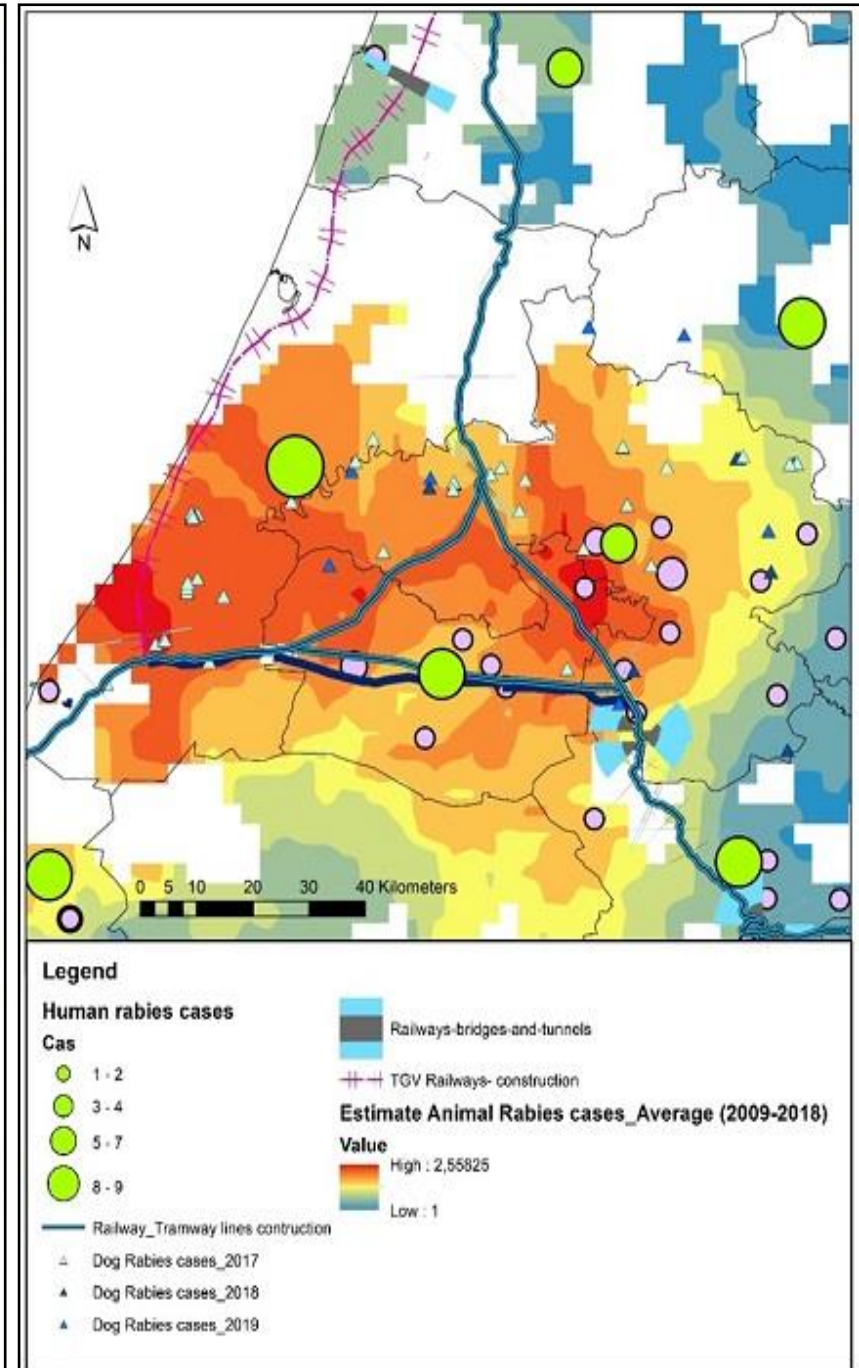 N
0 5 10 20 30 40 Kilometers
Legend
Human rabies cases
Cas
1 - 2
3 - 4
5 - 7
8 - 9
Railway_Tramway lines contruction
Dog Rabies cases_2017
Dog Rabies cases_2018
Dog Rabies cases_2019
Railways-bridges-and-tunnels
TGV Railways- construction
Estimate Animal Rabies cases_Average (2009-2018)
Value
High : 2,55825
Low : 1